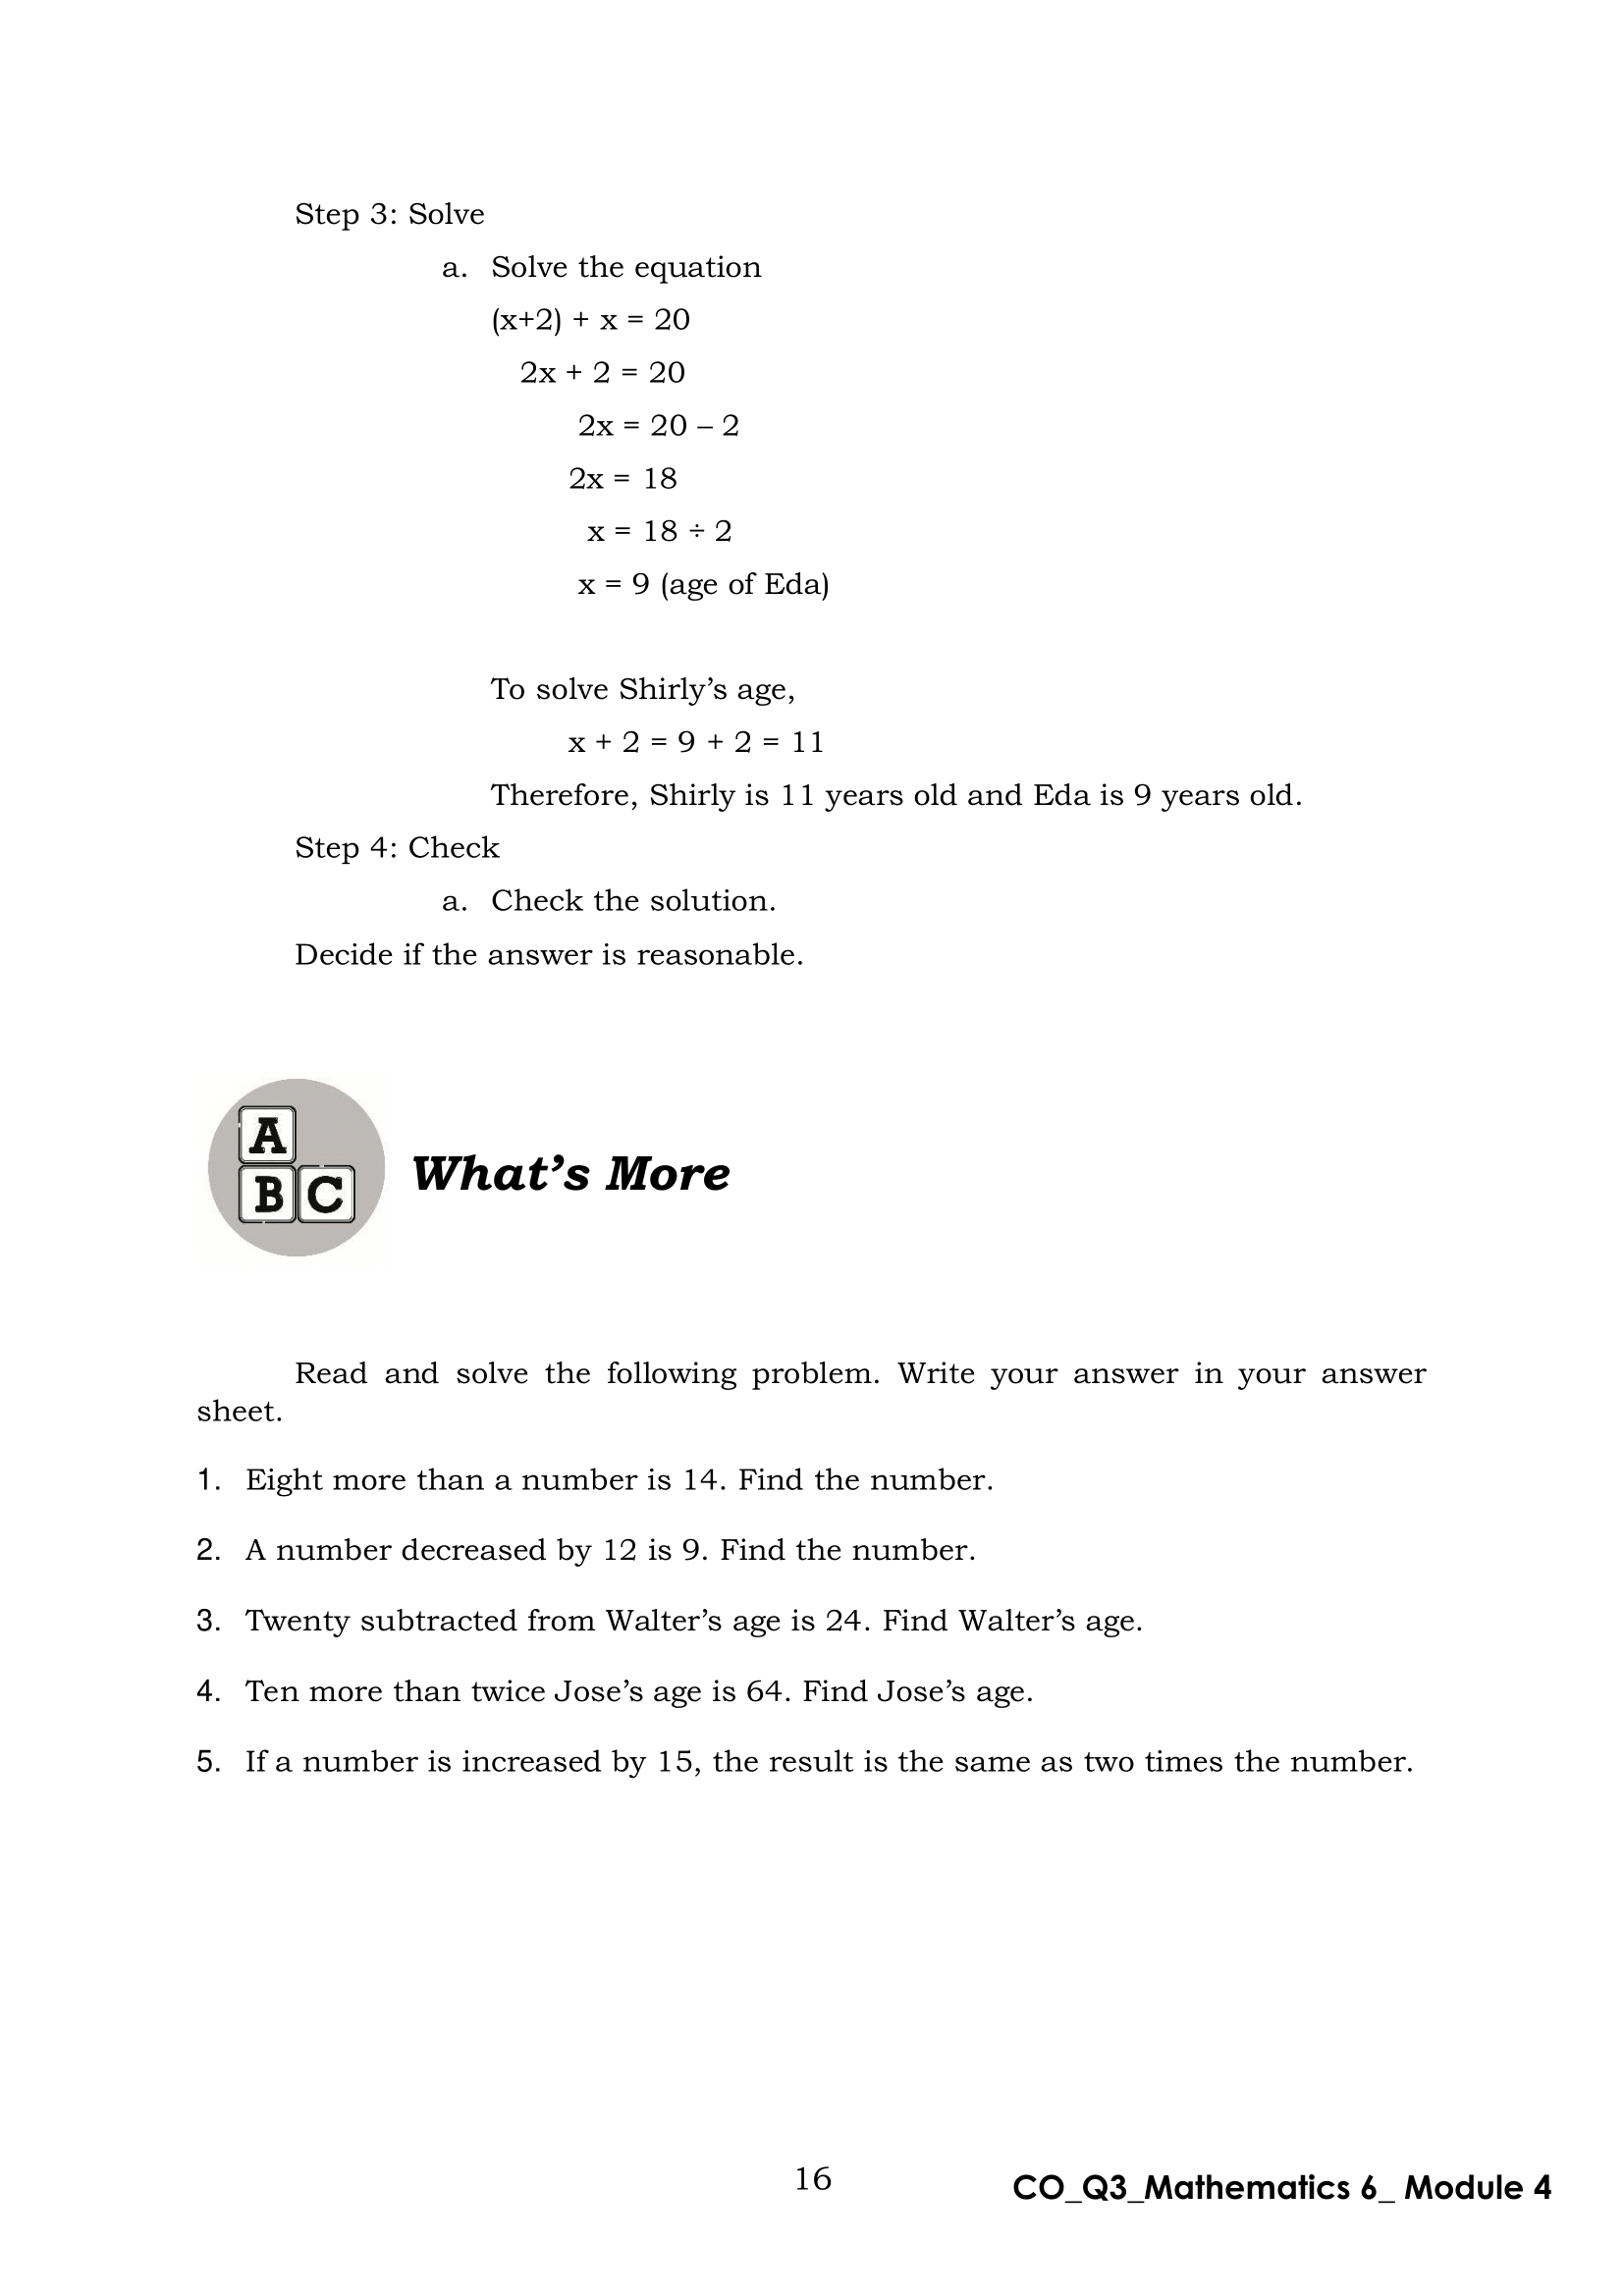 Step 3: Solve
a. Solve the equation
(x+2) + x = 20
2x + 2 = 20
2x = 20 – 2
2x = 18
x = 18 ÷ 2
x = 9 (age of Eda)
To solve Shirly’s age,
x + 2 = 9 + 2 = 11
Therefore, Shirly is 11 years old and Eda is 9 years old.
Step 4: Check
a. Check the solution.
Decide if the answer is reasonable.
A
B C
What’s More
Read and solve the following problem. Write your answer in your answer
sheet.
1. Eight more than a number is 14. Find the number.
2. A number decreased by 12 is 9. Find the number.
3. Twenty subtracted from Walter’s age is 24. Find Walter’s age.
4. Ten more than twice Jose’s age is 64. Find Jose’s age.
5. If a number is increased by 15, the result is the same as two times the number.
16
CO_Q3_Mathematics 6_ Module 4